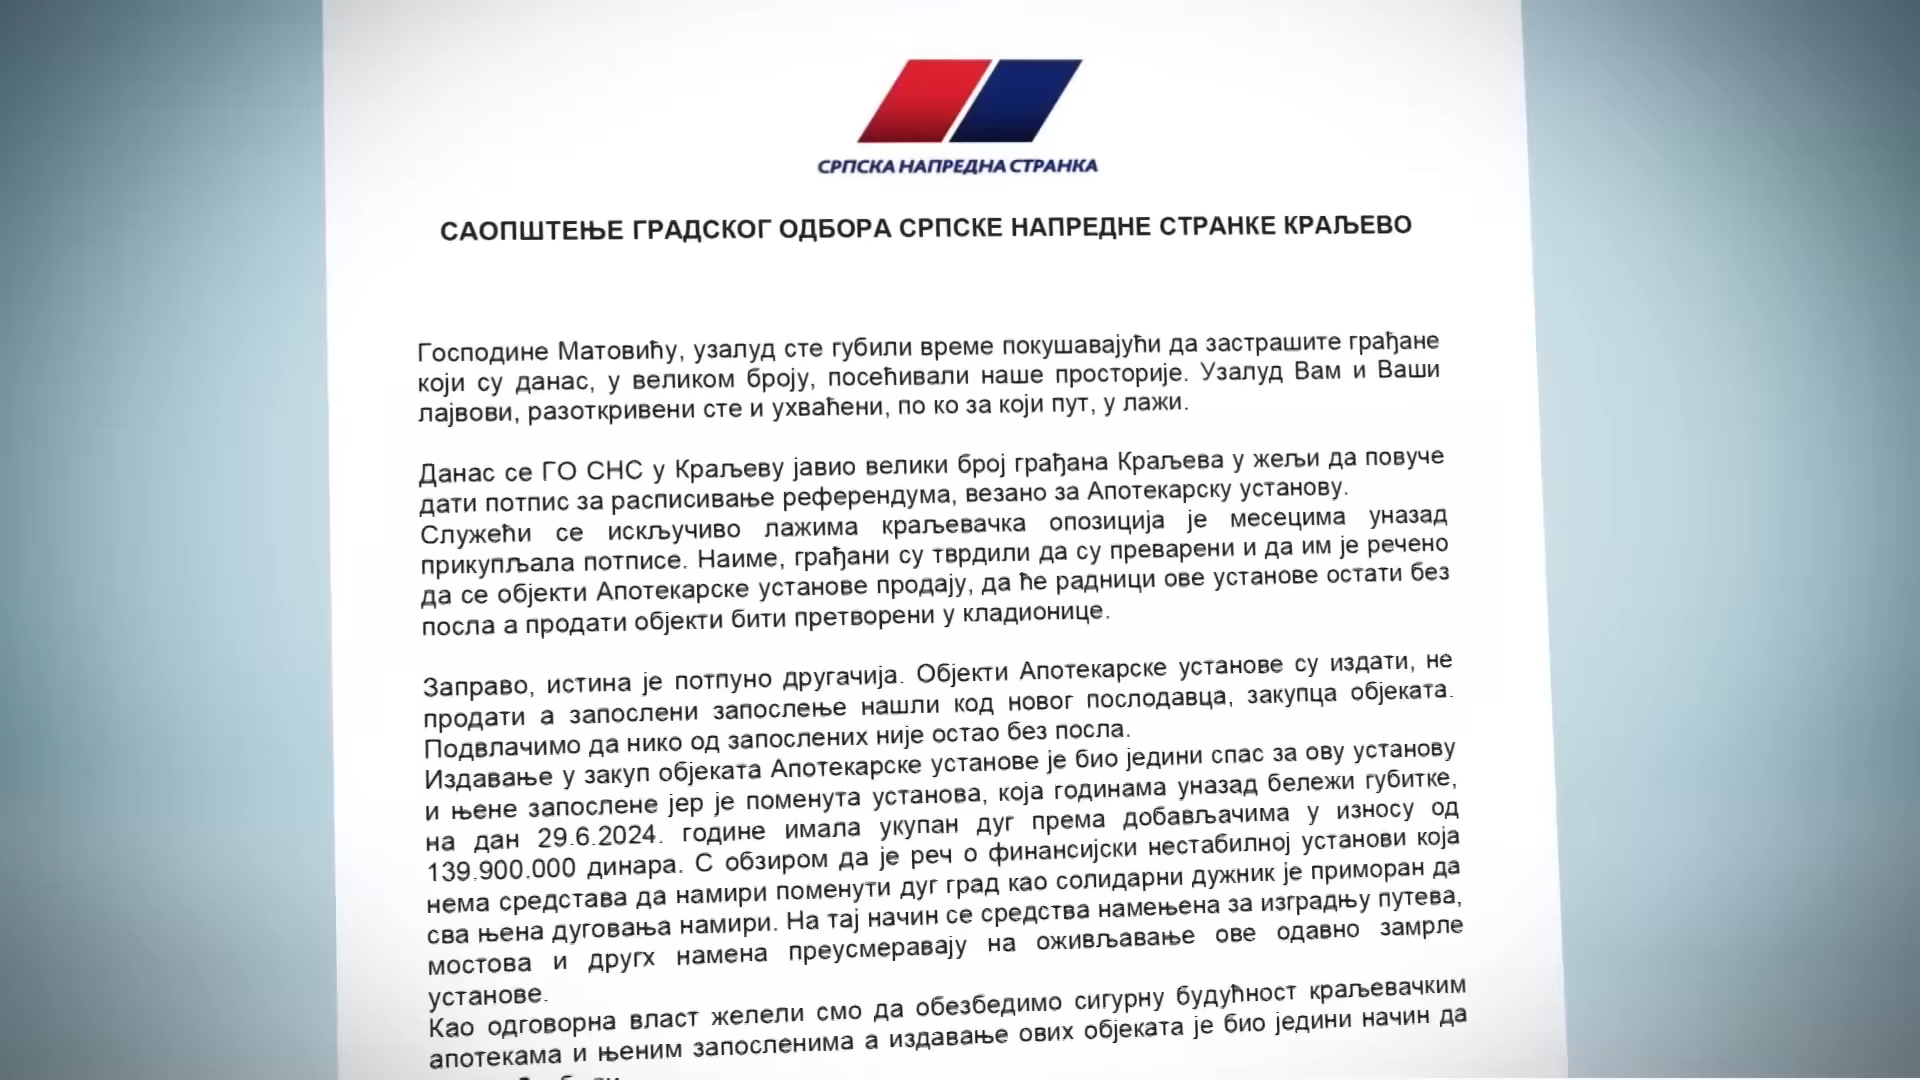 СРПСКА НАПРЕДНА СТРАНКА
САОПШТЕЊЕ ГРАДСКОГ ОДБОРА СРПСКЕ НАПРЕДНЕ СТРАНКЕ КРАЉЕВО
Господине Матовићу, узалуд сте губили време покушавајући да застрашите грађане
који су данас, у великом броју, посећивали наше просторије. Узалуд Вам и Ваши
лајвови, разоткривени сте и ухваћени, по ко за који пут, у лажи.
Данас се ГО СНС у Краљеву јавио велики број грађана Краљева у жељи да повуче
дати потпис за расписивање референдума, везано за Апотекарску установу.
Служећи се искључиво лажима краљевачка опозиција је месецима уназад
прикупљала потписе. Наиме, грађани су тврдили да су преварени и да им је речено
да се објекти Апотекарске установе продају, да ће радници ове установе остати без
посла а продати објекти бити претворени у кладионице.
Заправо, истина је потпуно другачија. Објекти Апотекарске установе су издати, не
продати а запослени запослење нашли код новог послодавца, закупца објеката.
Подвлачимо да нико од запослених није остао без посла.
Издавање у закуп објеката Апотекарске установе је био једини спас за ову установу
и њене запослене јер је поменута установа, која годинама уназад бележи губитке,
на дан 29.6.2024. године имала укупан дуг према добављачима у износу од
139.900.000 динара. С обзиром да је реч о финансијски нестабилној установи која
нема средстава да намири поменути дуг град као солидарни дужник је приморан да
сва њена дуговања намири. На тај начин се средства намењена за изградњу путева,
мостова и другх намена преусмеравају на оживљавање ове одавно замрле
установе.
Као одговорна власт желели смо да обезбедимо сигурну будућност краљевачким
апотекама и њеним запосленима а издавање ових објеката је био једини начин да